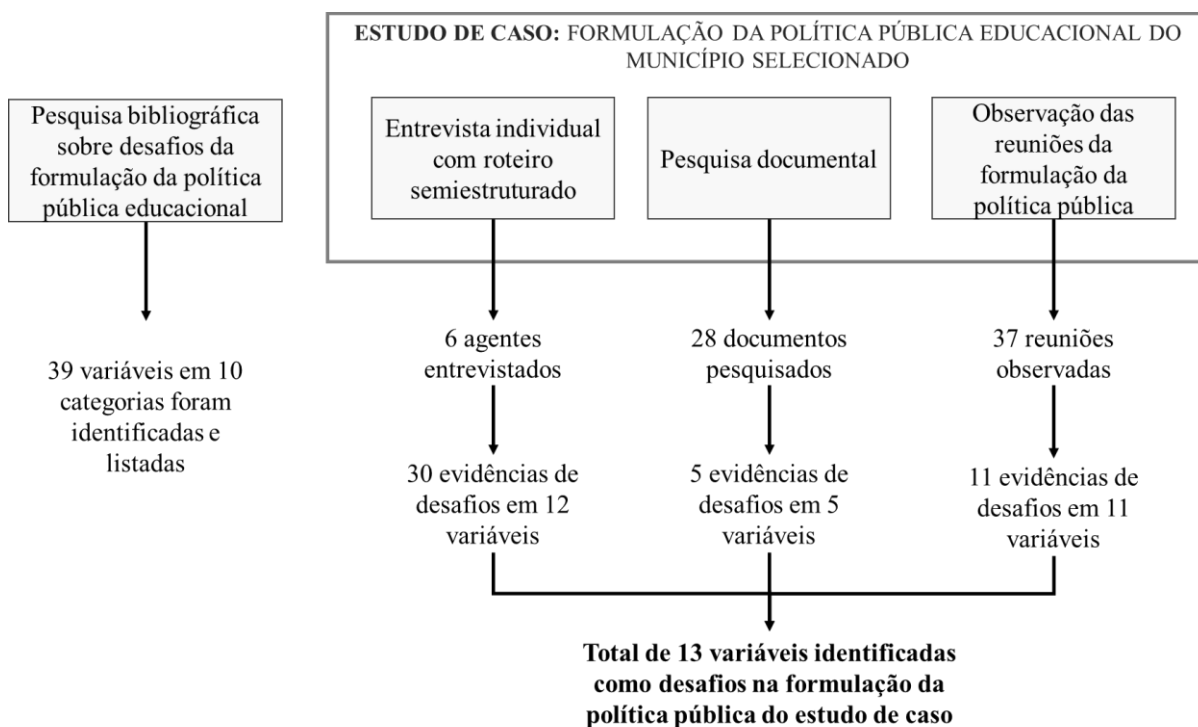 ESTUDO DE CASO: FORMULAÇÃO DA POLÍTICA PÚBLICA EDUCACIONAL DO
MUNICÍPIO SELECIONADO
Pesquisa bibliográfica
sobre desafios da
formulação da política
pública educacional
Entrevista individual
com roteiro
semiestruturado
Pesquisa documental
Observação das
reuniões da
formulação da
política pública
39 variáveis em 10
categorias foram
identificadas e
listadas
6 agentes
entrevistados
28 documentos
pesquisados
37 reuniões
observadas
30 evidências de
desafios em 12
variáveis
5 evidências de
desafios em 5
variáveis
11 evidências de
desafios em 11
variáveis
Total de 13 variáveis identificadas
como desafios na formulação da
política pública do estudo de caso